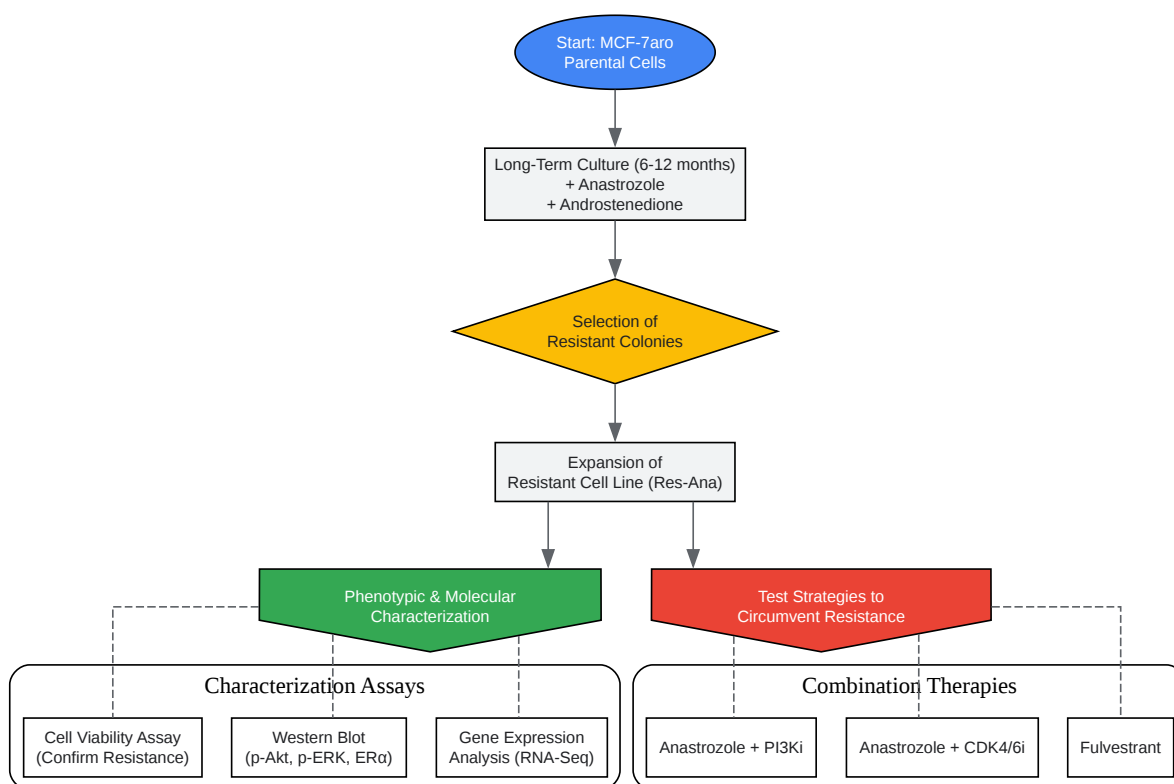 Start: MCF-7aro
Parental Cells
Long-Term Culture (6-12 months)
+ Anastrozole
+ Androstenedione
Selection of
Resistant Colonies
Expansion of
Resistant Cell Line (Res-Ana)
Phenotypic & Molecular
Characterization
Test Strategies to
Circumvent Resistance
Characterization Assays
Cell Viability Assay
(Confirm Resistance)
Western Blot
(p-Akt, p-ERK, ERα)
Gene Expression
Analysis (RNA-Seq)
Combination Therapies
Anastrozole + PI3Ki
Anastrozole + CDK4/6i
Fulvestrant